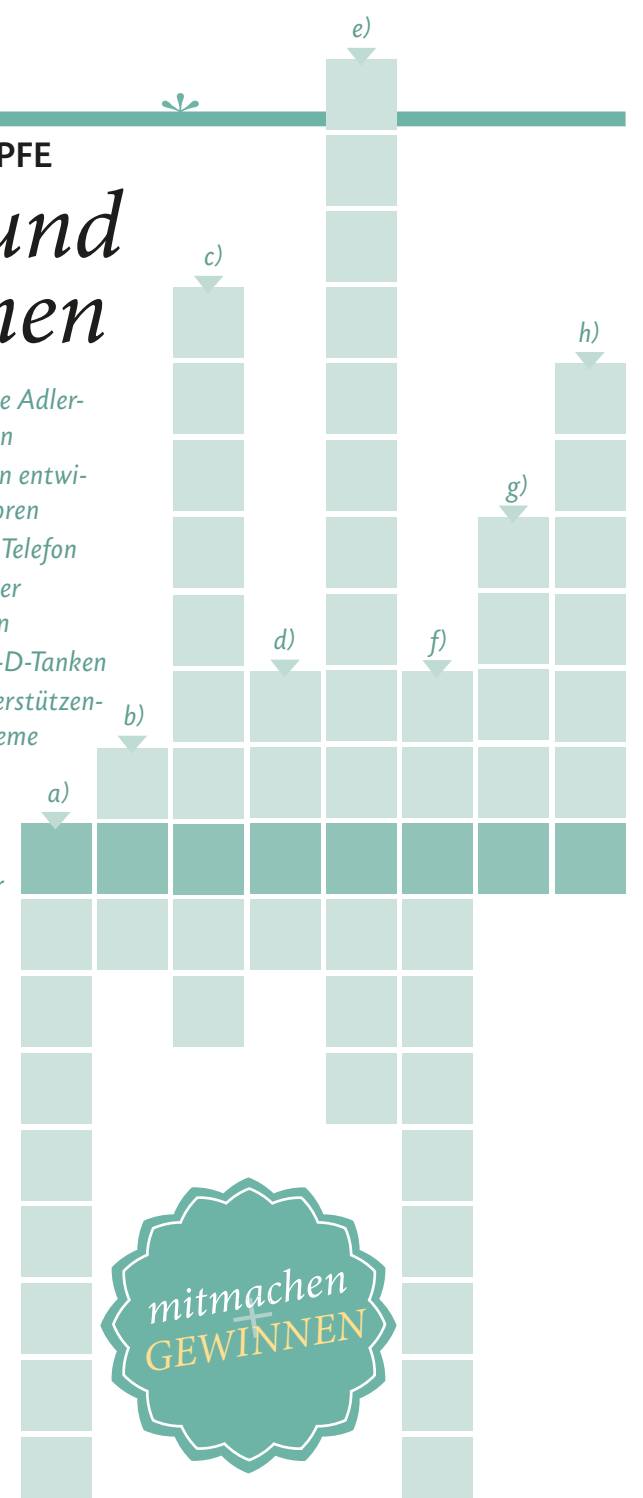 e)
PFE
und
nen
c)
h)
e Adler-
n
n entwi-
oren
Telefon
er
n
-D-Tanken
erstützen-
eme
g)
d)
f)
b)
a)
r
mitmachen
+
GEWINNEN